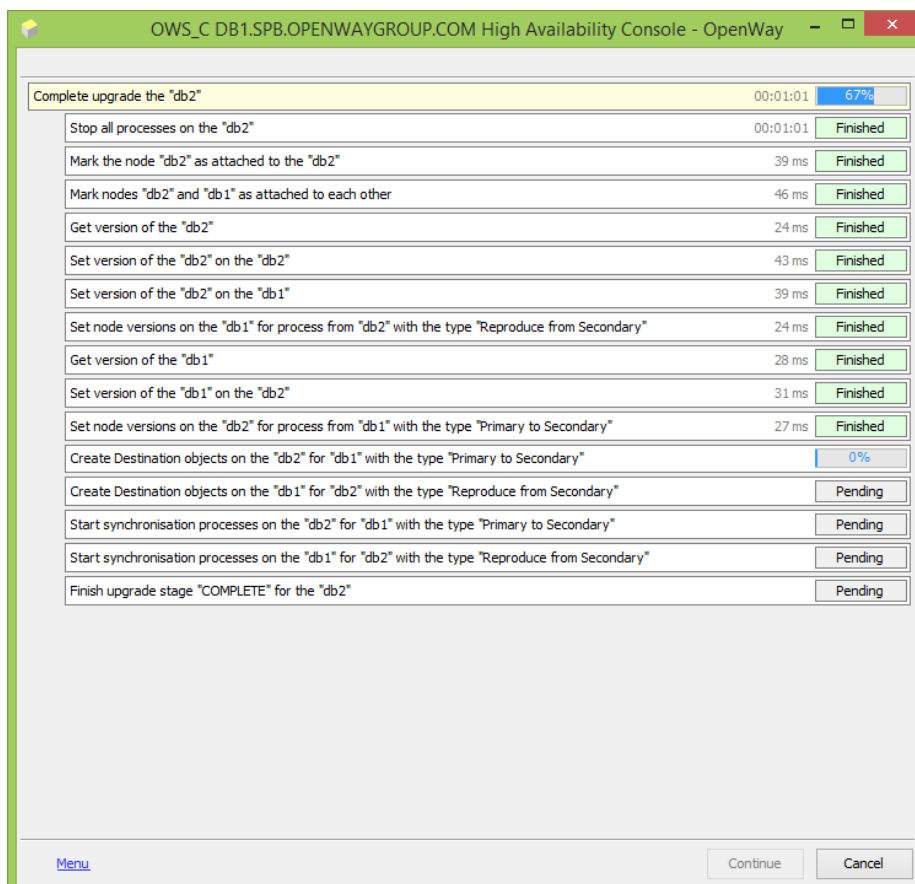 OWS_C DB1.SPB.OPENWAYGROUP.COM High Availability Console - OpenWay
Complete upgrade the "db2" 00:01:01 67%
Stop all processes on the "db2" 00:01:01 Finished
Mark the node "db2" as attached to the "db2" 39 ms Finished
Mark nodes "db2" and "db1" as attached to each other 46 ms Finished
Get version of the "db2" 24 ms Finished
Set version of the "db2" on the "db2" 43 ms Finished
Set version of the "db2" on the "db1" 39 ms Finished
Set node versions on the "db1" for process from "db2" with the type "Reproduce from Secondary" 24 ms Finished
Get version of the "db1" 28 ms Finished
Set version of the "db1" on the "db2" 31 ms Finished
Set node versions on the "db2" for process from "db1" with the type "Primary to Secondary" 27 ms Finished
Create Destination objects on the "db2" for "db1" with the type "Primary to Secondary" 0%
Create Destination objects on the "db1" for "db2" with the type "Reproduce from Secondary" Pending
Start synchronisation processes on the "db2" for "db1" with the type "Primary to Secondary" Pending
Start synchronisation processes on the "db1" for "db2" with the type "Reproduce from Secondary" Pending
Finish upgrade stage "COMPLETE" for the "db2" Pending
Menu Continue Cancel